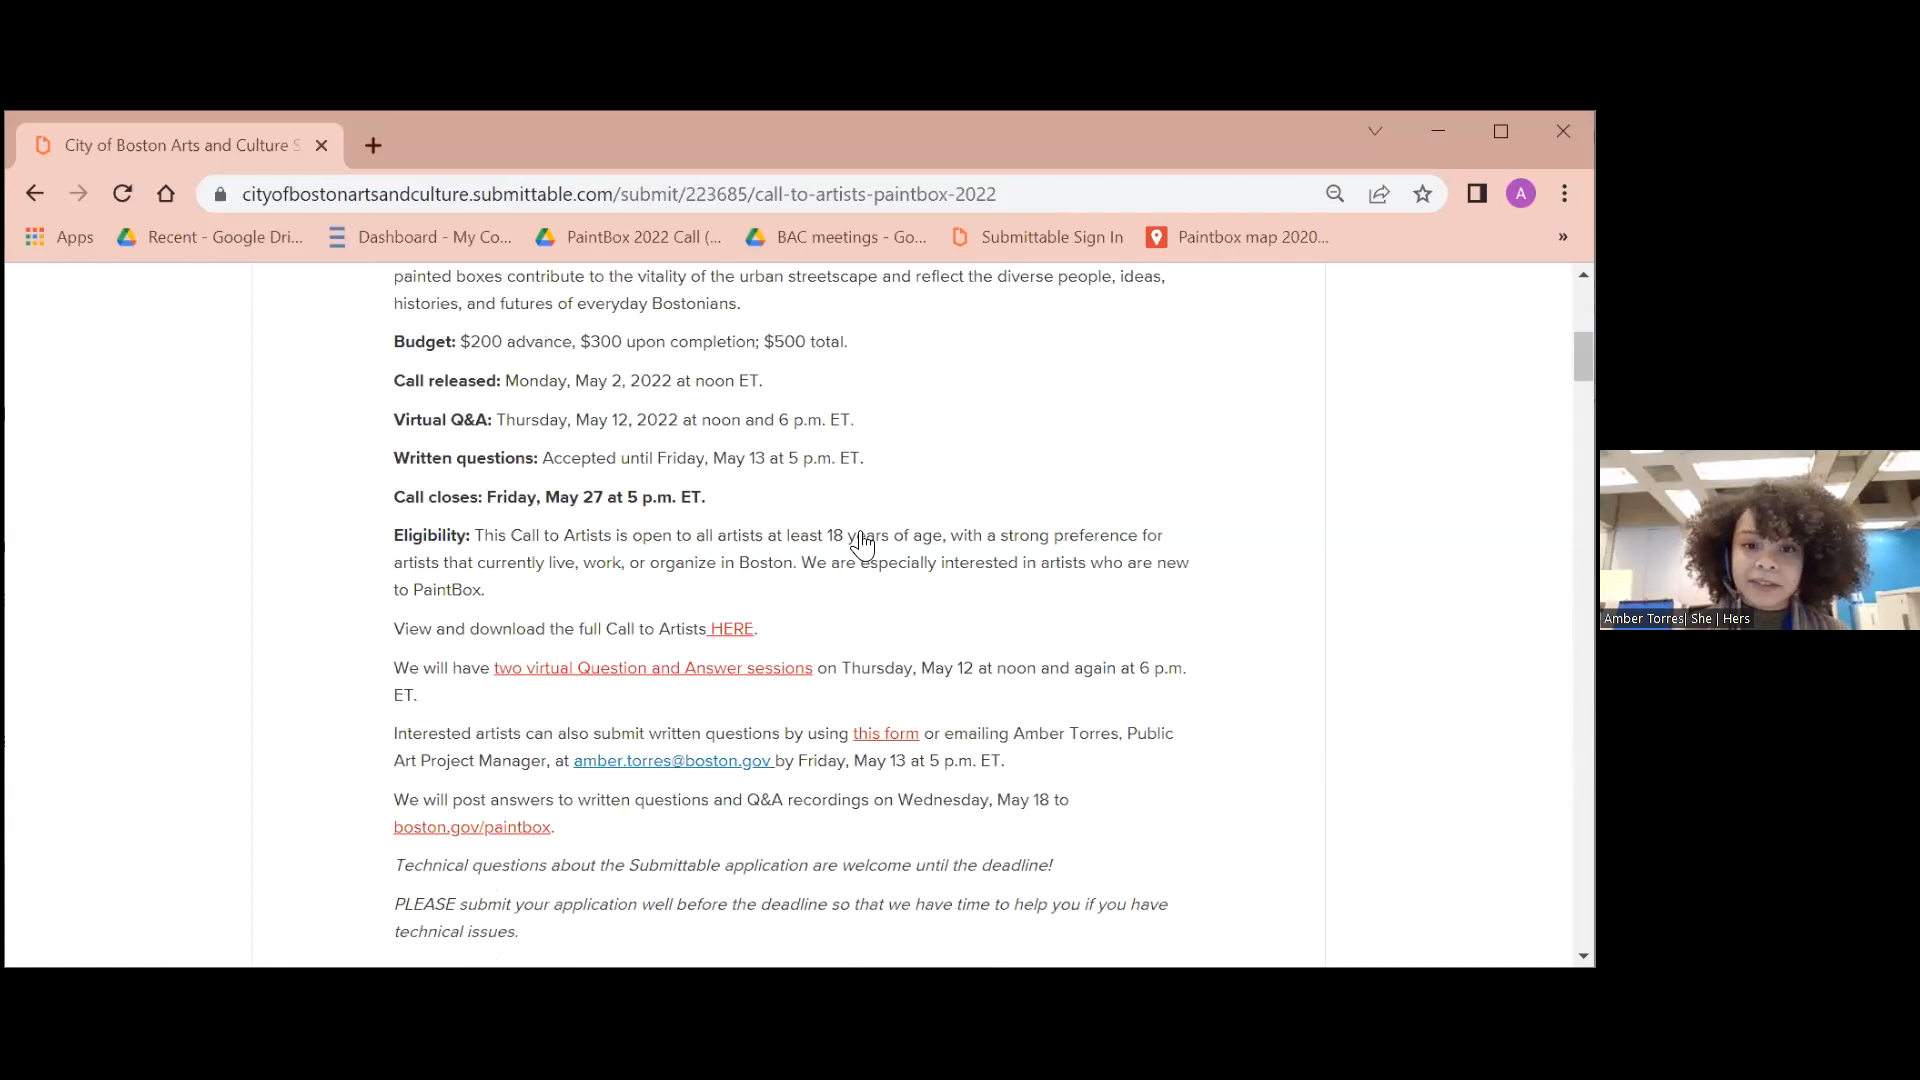 City of Boston Arts and Culture S
cityofbostonartsandculture.submittable.com/submit/223685/call-to-artists-paintbox-2022
A
Apps
Recent - Google Dri...
Dashboard - My Co...
PaintBox 2022 Call (...
BAC meetings - Go...
Submittable Sign In
Paintbox map 2020...
»
painted boxes contribute to the vitality of the urban streetscape and reflect the diverse people, ideas,
histories, and futures of everyday Bostonians.
Budget: $200 advance, $300 upon completion; $500 total.
Call released: Monday, May 2, 2022 at noon ET.
Virtual Q&A: Thursday, May 12, 2022 at noon and 6 p.m. ET.
Written questions: Accepted until Friday, May 13 at 5 p.m. ET.
Call closes: Friday, May 27 at 5 p.m. ET.
Eligibility: This Call to Artists is open to all artists at least 18 years of age, with a strong preference for
artists that currently live, work, or organize in Boston. We are especially interested in artists who are new
to PaintBox.
View and download the full Call to Artists HERE.
We will have two virtual Question and Answer sessions on Thursday, May 12 at noon and again at 6 p.m.
ET.
Interested artists can also submit written questions by using this form or emailing Amber Torres, Public
Art Project Manager, at amber.torres@boston.gov by Friday, May 13 at 5 p.m. ET.
We will post answers to written questions and Q&A recordings on Wednesday, May 18 to
boston.gov/paintbox.
Technical questions about the Submittable application are welcome until the deadline!
PLEASE submit your application well before the deadline so that we have time to help you if you have
technical issues.
Amber Torres| She | Hers